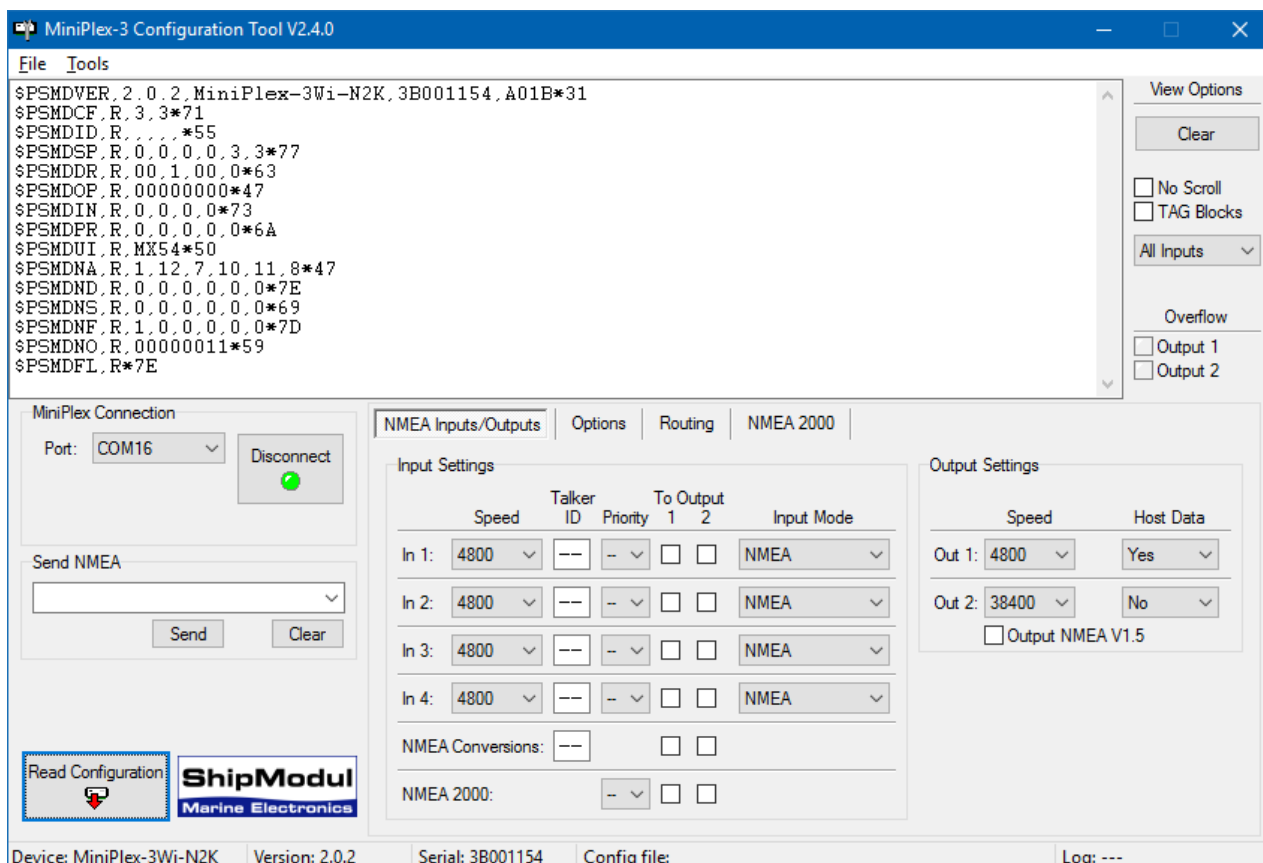 MiniPlex-3 Configuration Tool V2.4.0
File Tools
$PSMDVER,2.0.2,MiniPlex-3Wi-N2K,3B001154,A01B*31
$PSMDCF,R,3,3*71
$PSMDID,R,,,,,*55
$PSMDSP,R,0,0,0,0,3,3*77
$PSMDDR,R,00,1,00,0*63
$PSMDOP,R,00000000*47
$PSMDIN,R,0,0,0,0*73
$PSMDPR,R,0,0,0,0,0*6A
$PSMDUI,R,MX54*50
$PSMDNA,R,1,12,7,10,11,8*47
$PSMDND,R,0,0,0,0,0,0*7E
$PSMDNS,R,0,0,0,0,0,0*69
$PSMDNF,R,1,0,0,0,0,0*7D
$PSMDNO,R,00000011*59
$PSMDFL,R*7E
View Options
Clear
No Scroll
TAG Blocks
All Inputs
Overflow
Output 1
Output 2
MiniPlex Connection
Port: COM16 Disconnect
Send NMEA
Send Clear
Read Configuration
ShipModul
Marine Electronics
NMEA Inputs/Outputs Options Routing NMEA 2000
Input Settings
Talker To Output
Speed ID Priority 1 2 Input Mode
In 1: 4800 -- -- NMEA
In 2: 4800 -- -- NMEA
In 3: 4800 -- -- NMEA
In 4: 4800 -- -- NMEA
NMEA Conversions: --
NMEA 2000: --
Output Settings
Speed Host Data
Out 1: 4800 Yes
Out 2: 38400 No
Output NMEA V1.5
Device: MiniPlex-3Wi-N2K Version: 2.0.2 Serial: 3B001154 Config file: Log: ---